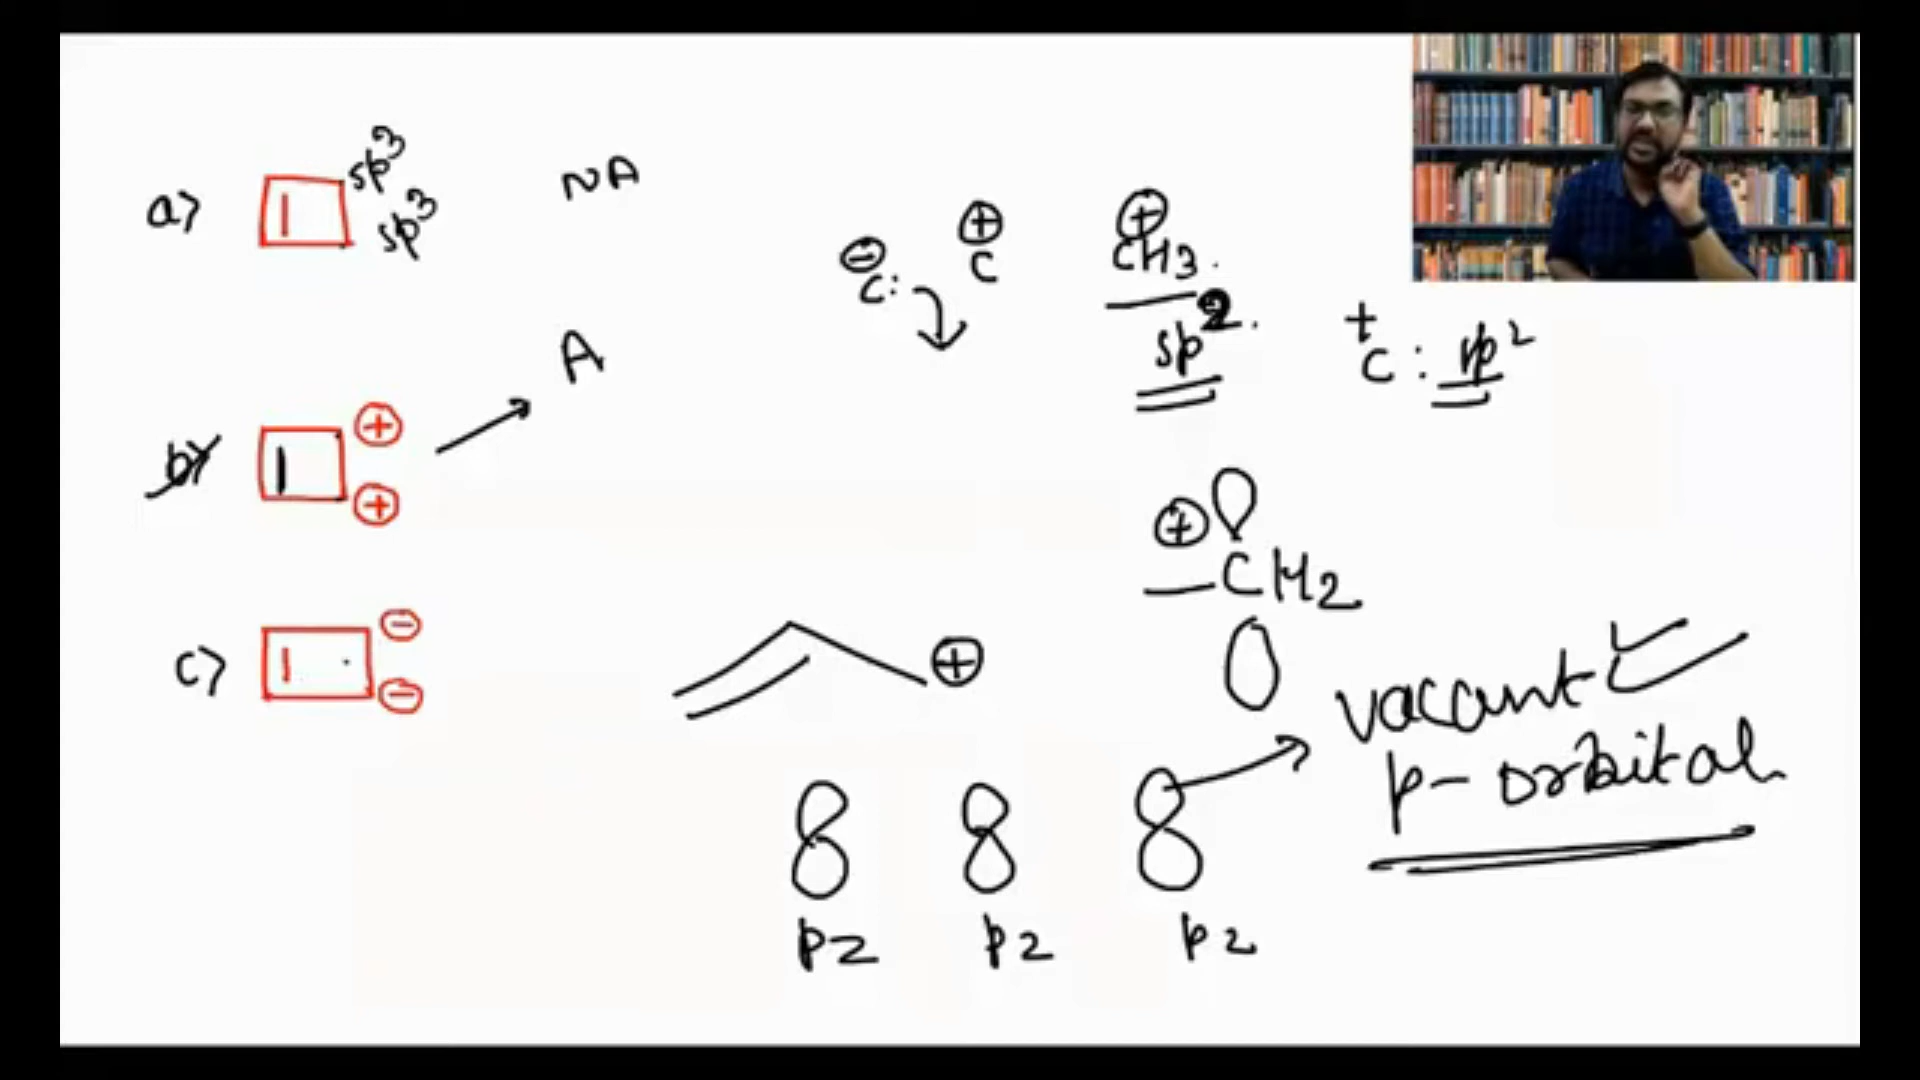 a) sp3
sp3
NA
⊖
C:
⊕
C
⊕
CH3.
sp2.
+
C: sp2
b)
⊕
⊕
A
c)
⊖
⊖
⊕
⊕
-CH2
vacant
p-orbital
pz pz pz